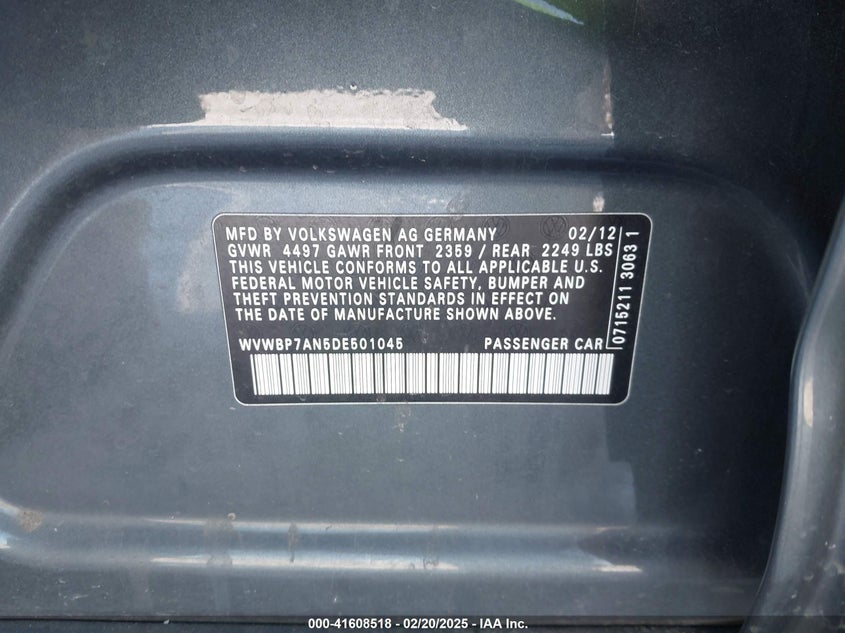 MFD BY VOLKSWAGEN AG GERMANY 02/12
GVWR 4497 GAWR FRONT 2359 / REAR 2249 LBS
THIS VEHICLE CONFORMS TO ALL APPLICABLE U.S.
FEDERAL MOTOR VEHICLE SAFETY, BUMPER AND
THEFT PREVENTION STANDARDS IN EFFECT ON
THE DATE OF MANUFACTURE SHOWN ABOVE.
WVWBP7AN5DE501045 PASSENGER CAR
0715211 3063 1
000-41608518 - 02/20/2025 - IAA Inc.